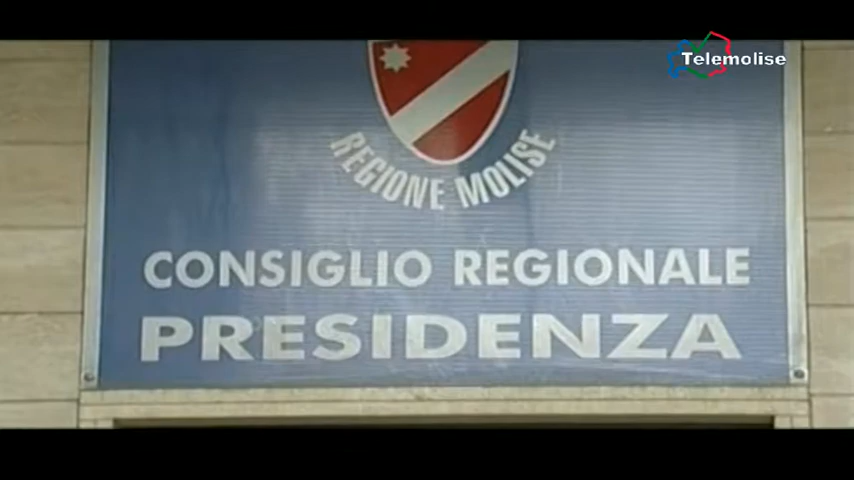 Telemolise
REGIONE MOLISE
CONSIGLIO REGIONALE
PRESIDENZA